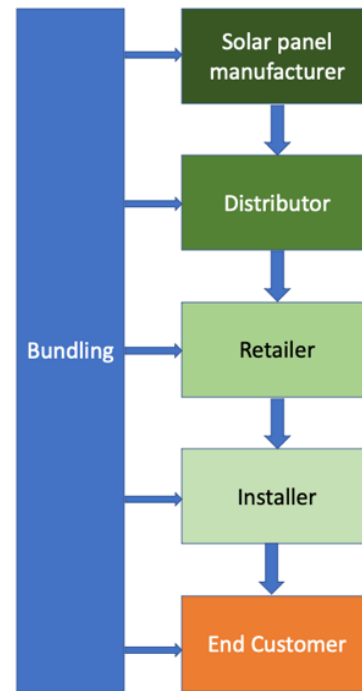 Solar panel
manufacturer
Distributor
Bundling
Retailer
Installer
End Customer